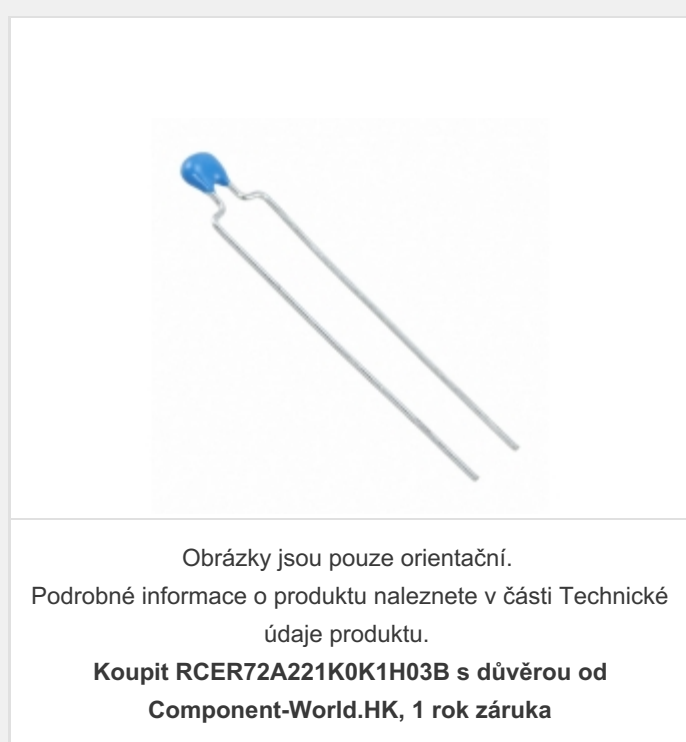 Obrázky jsou pouze orientační.
Podrobné informace o produktu naleznete v části Technické
údaje produktu.
Koupit RCER72A221K0K1H03B s důvěrou od
Component-World.HK, 1 rok záruka